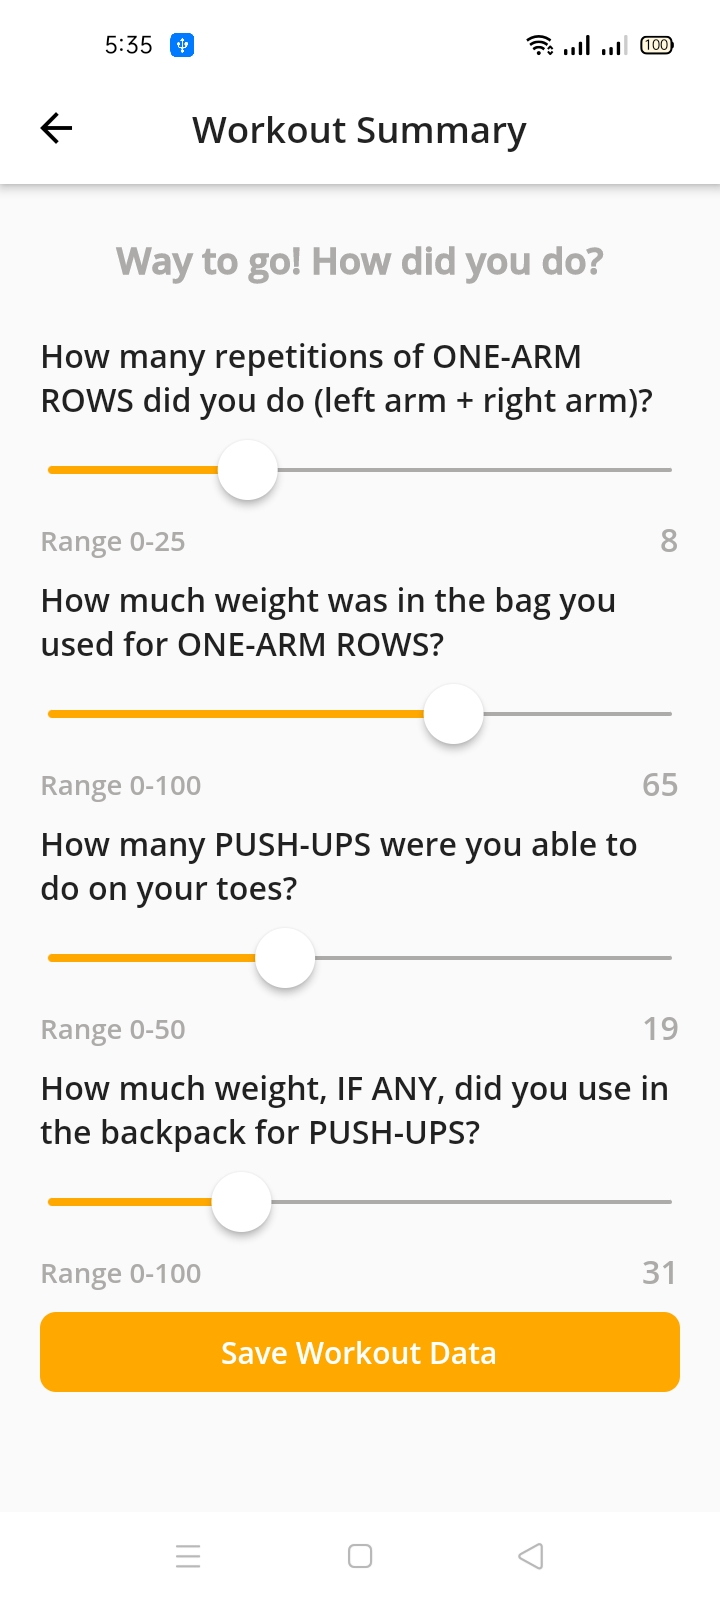 5:35
100
Workout Summary
Way to go! How did you do?
How many repetitions of ONE-ARM
ROWS did you do (left arm + right arm)?
Range 0-25 8
How much weight was in the bag you
used for ONE-ARM ROWS?
Range 0-100 65
How many PUSH-UPS were you able to
do on your toes?
Range 0-50 19
How much weight, IF ANY, did you use in
the backpack for PUSH-UPS?
Range 0-100 31
Save Workout Data